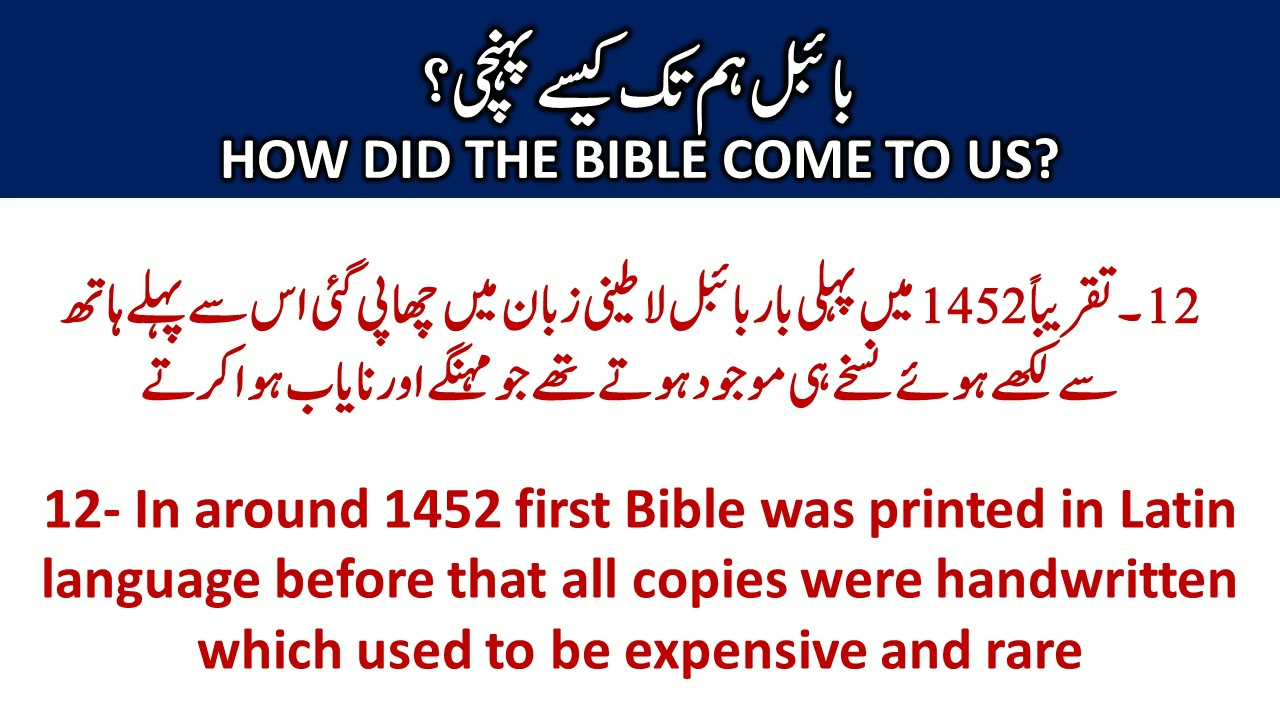 بائبل ہم تک کیسے پہنچی؟
HOW DID THE BIBLE COME TO US?
12۔ تقریباً 1452 میں پہلی بار بائبل لاطینی زبان میں چھاپی گئی اس سے پہلے ہاتھ
سے لکھے ہوئے نسخے ہی موجود ہوتے تھے جو مہنگے اور نایاب ہوا کرتے
12- In around 1452 first Bible was printed in Latin
language before that all copies were handwritten
which used to be expensive and rare